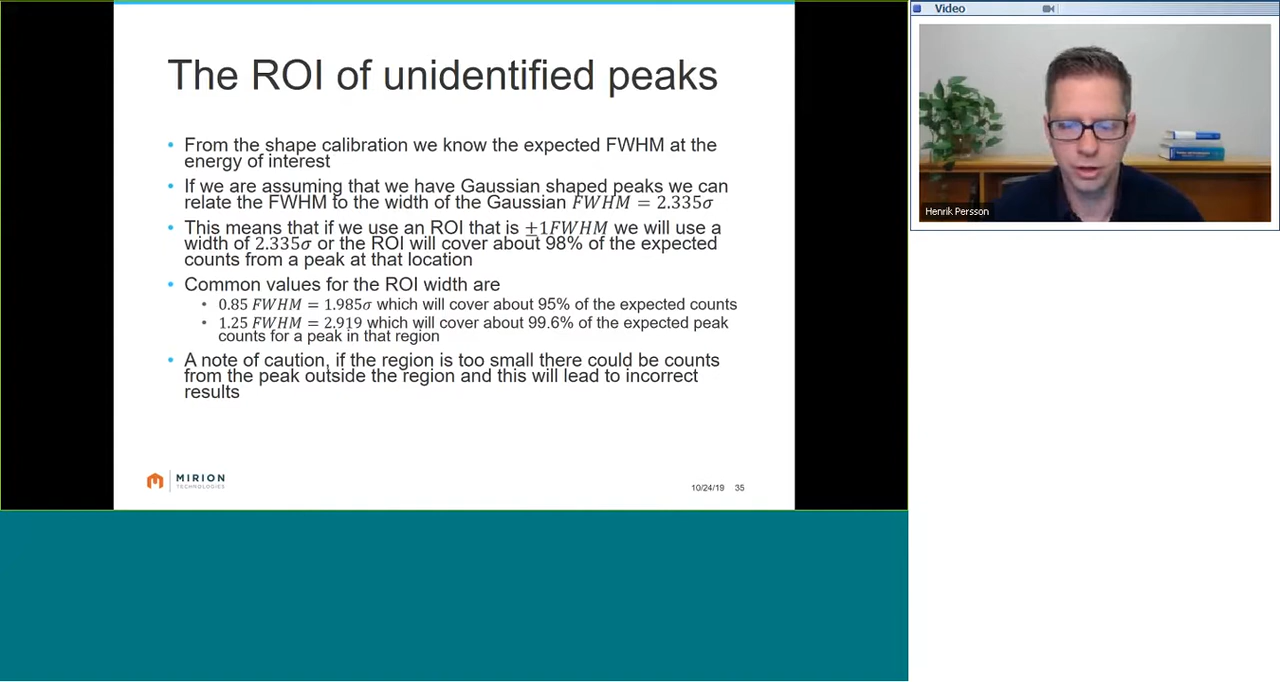 The ROI of unidentified peaks
• From the shape calibration we know the expected FWHM at the
energy of interest
• If we are assuming that we have Gaussian shaped peaks we can
relate the FWHM to the width of the Gaussian 𝐹𝑊𝐻𝑀 = 2.335𝜎
• This means that if we use an ROI that is ±1𝐹𝑊𝐻𝑀 we will use a
width of 2.335𝜎 or the ROI will cover about 98% of the expected
counts from a peak at that location
• Common values for the ROI width are
• 0.85 𝐹𝑊𝐻𝑀 = 1.985𝜎 which will cover about 95% of the expected counts
• 1.25 𝐹𝑊𝐻𝑀 = 2.919 which will cover about 99.6% of the expected peak
counts for a peak in that region
• A note of caution, if the region is too small there could be counts
from the peak outside the region and this will lead to incorrect
results
MIRION
TECHNOLOGIES
10/24/19 35
Video
Henrik Persson